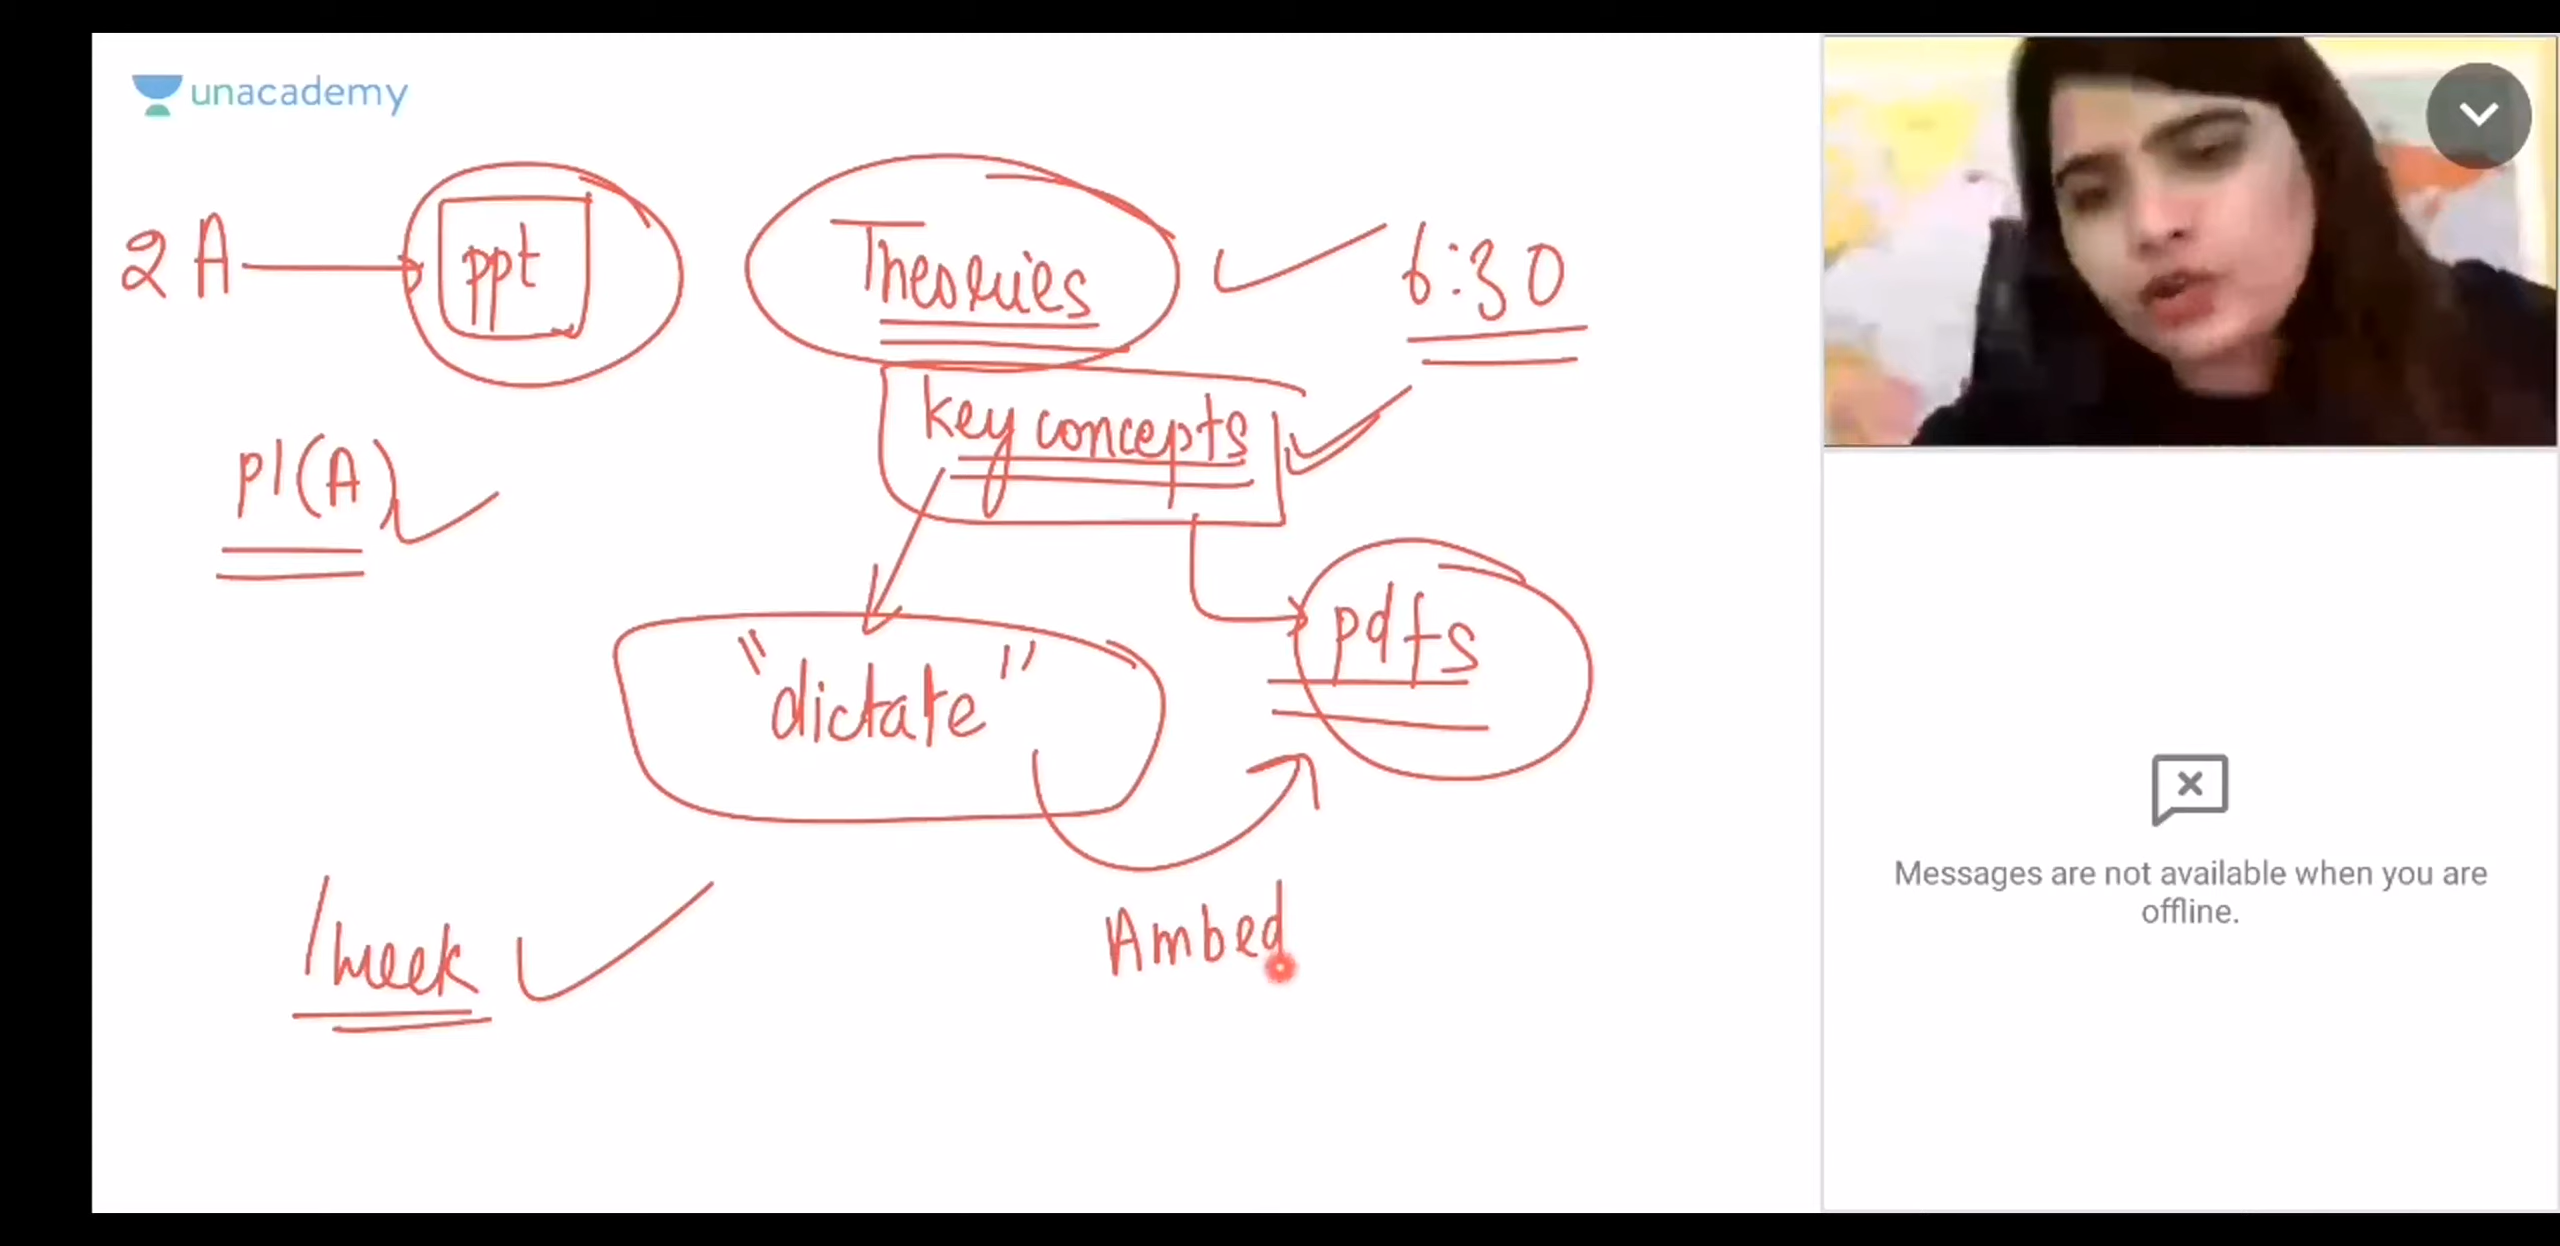 unacademy
2A ppt
Theories
6:30
key concepts
p1(A)
pdfs
"dictate"
/week
Ambed
Messages are not available when you are
offline.